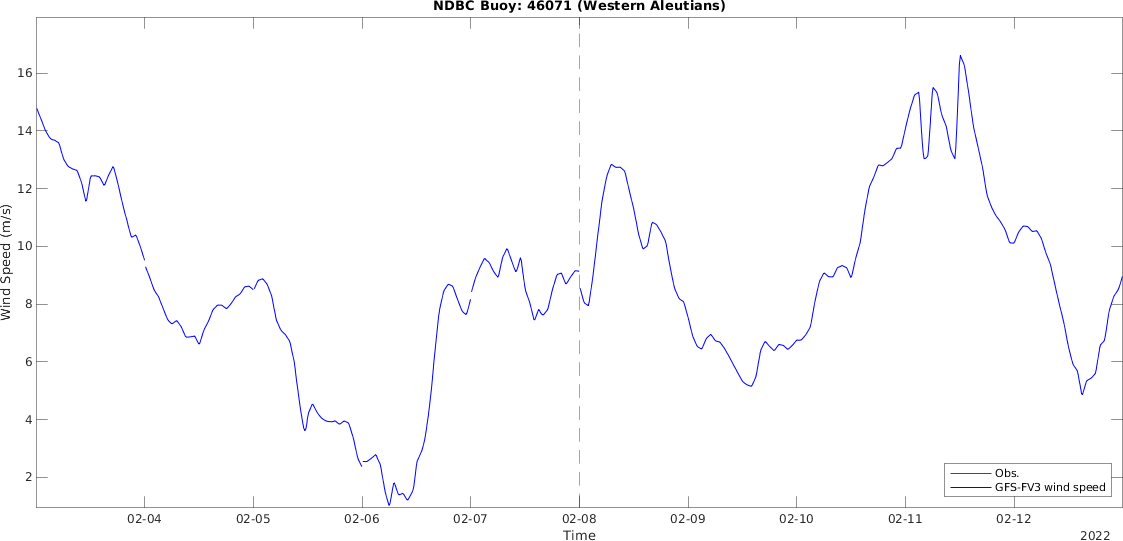 NDBC Buoy: 46071 (Western Aleutians)
16
14
12
10
8
6
4
2
Wind Speed (m/s)
Obs.
GFS-FV3 wind speed
02-04 02-05 02-06 02-07 02-08 02-09 02-10 02-11 02-12
Time
2022